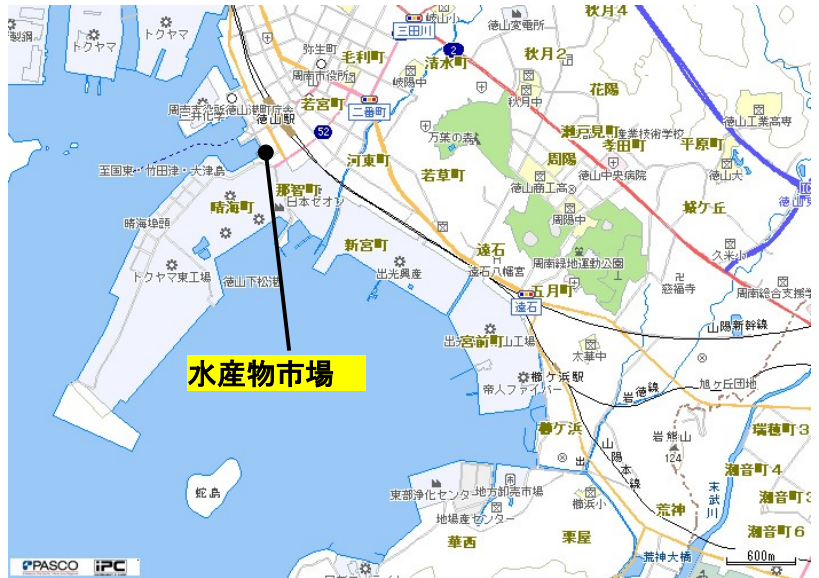 秋月4
岐山小
徳山変電所
三田川
トクヤマ
トクヤマ
弥生町
毛利町
2
清水町
秋月2
周南市役所
岐陽中
秋月中
花陽
若宮町
二番町
徳山駅
三井化学
52
万葉の森
瀬戸見町
産業技術学校
孝田町
平原町
徳山工業高専
周陽
河東町
若草町
徳山商工高
徳山中央病院
徳山大
至国東・竹田津・大津島
那智町
日本ゼオン
周陽中
城ケ丘
晴海町
晴海埠頭
新宮町
遠石
久米小
出光興産
遠石八幡宮
周南緑地運動公園
慈福寺
トクヤマ東工場
徳山下松港
五月町
周南総合支援学
遠石
山陽新幹線
宮前町
太華中
水産物市場
帝人ファイバー
櫛ケ浜駅
岩徳線
旭ヶ丘団地
櫛ケ浜
岩熊山
124
瑞穂町3
山陽本線
潮音町4
末武川
蛇島
東部浄化センター
地方卸売市場
櫛浜小
潮音町3
地場産センター
荒神
潮音町6
華西
栗屋
荒神大橋
600m
PASCO
iPC